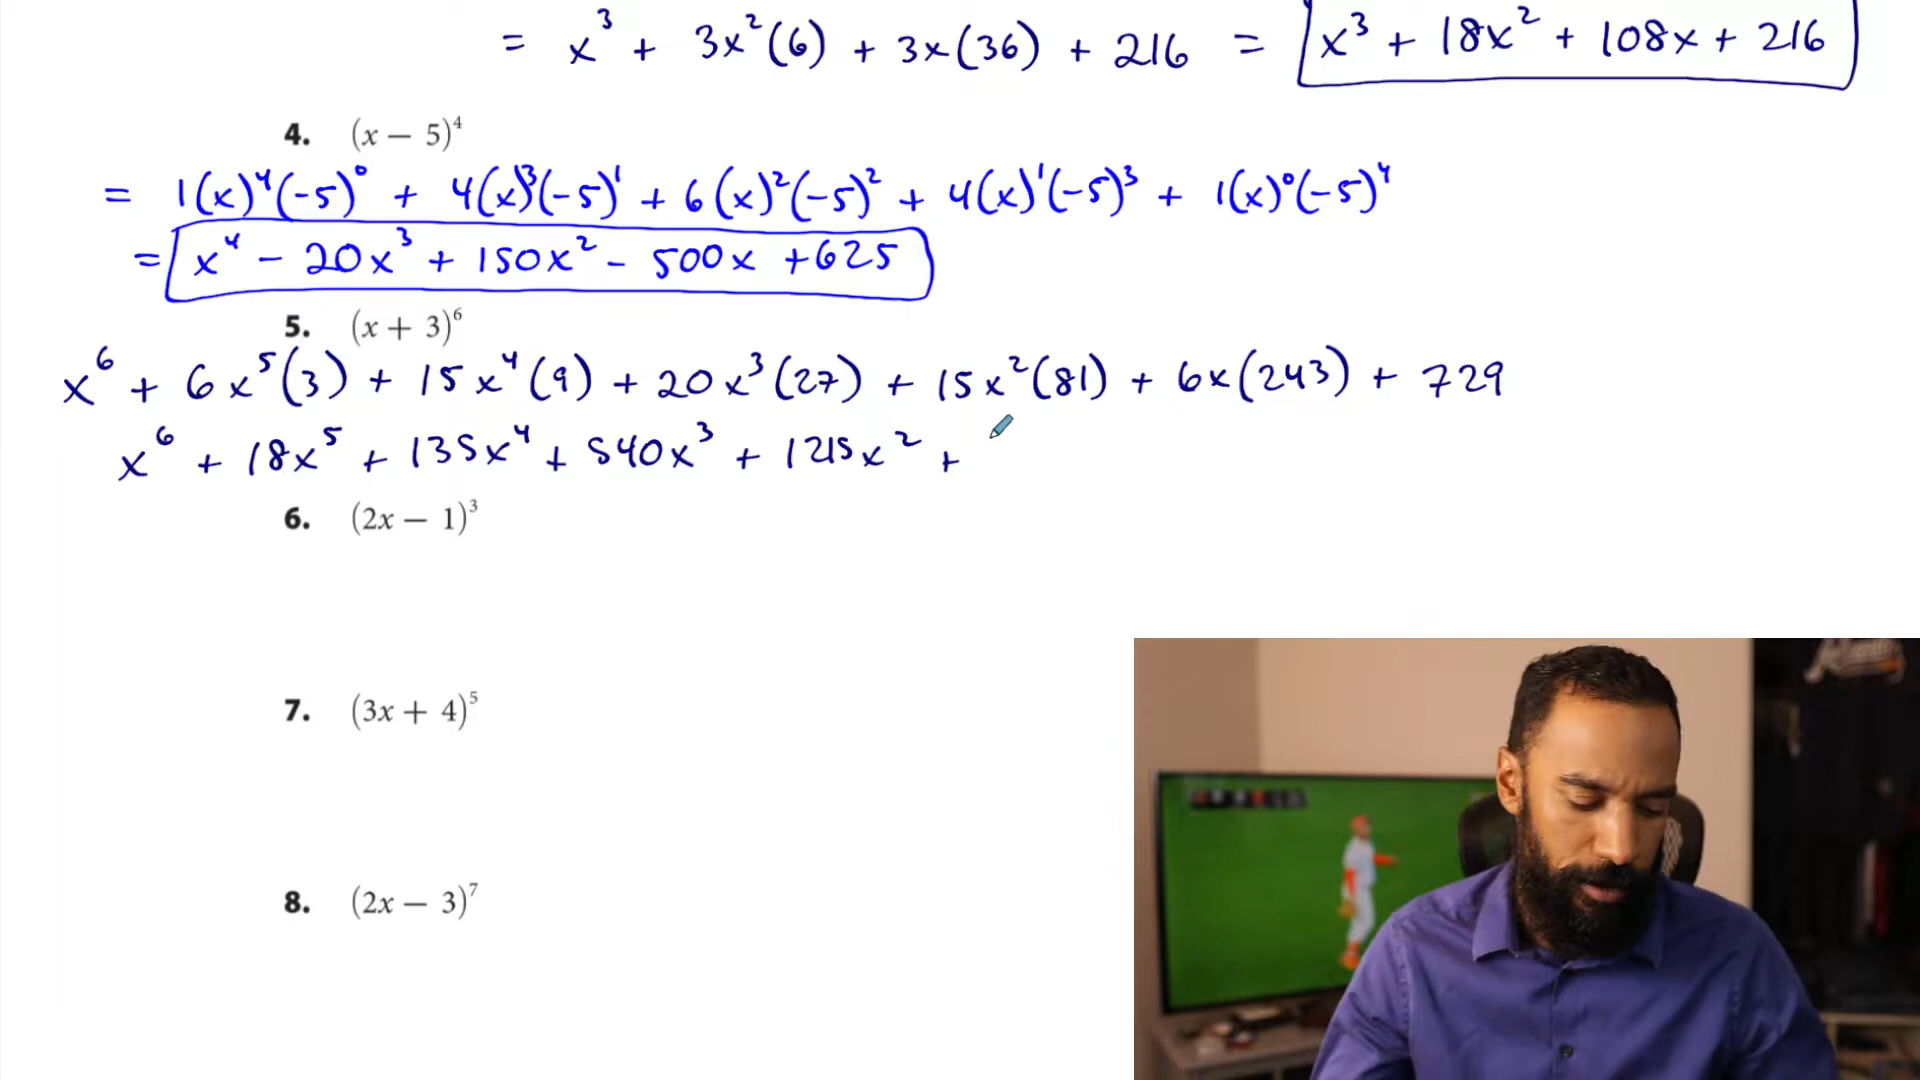 = x³ + 3x²(6) + 3x(36) + 216 = x³ + 18x² + 108x + 216
4. (x − 5)⁴
= 1(x)⁴(-5)⁰ + 4(x)³(-5)¹ + 6(x)²(-5)² + 4(x)¹(-5)³ + 1(x)⁰(-5)⁴
= x⁴ - 20x³ + 150x² - 500x + 625
5. (x + 3)⁶
x⁶ + 6x⁵(3) + 15x⁴(9) + 20x³(27) + 15x²(81) + 6x(243) + 729
x⁶ + 18x⁵ + 135x⁴ + 540x³ + 1215x² +
6. (2x − 1)³
7. (3x + 4)⁵
8. (2x − 3)⁷